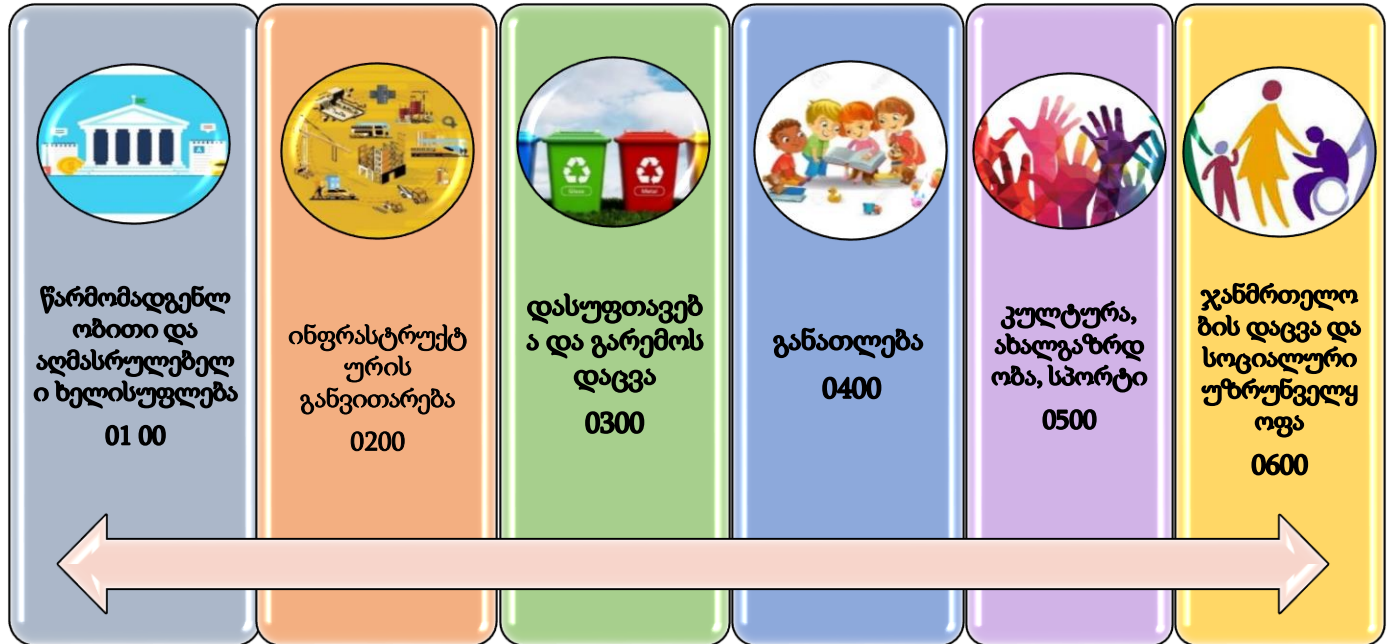 წარმომადგენლ
ობითი და
აღმასრულებელ
ი ხელისუფლება
01 00
ინფრასტრუქტ
ურის
განვითარება
0200
დასუფთავებ
ა და გარემოს
დაცვა
0300
განათლება
0400
კულტურა,
ახალგაზრდ
ობა, სპორტი
0500
ჯანმრთელო
ბის დაცვა და
სოციალური
უზრუნველყ
ოფა
0600